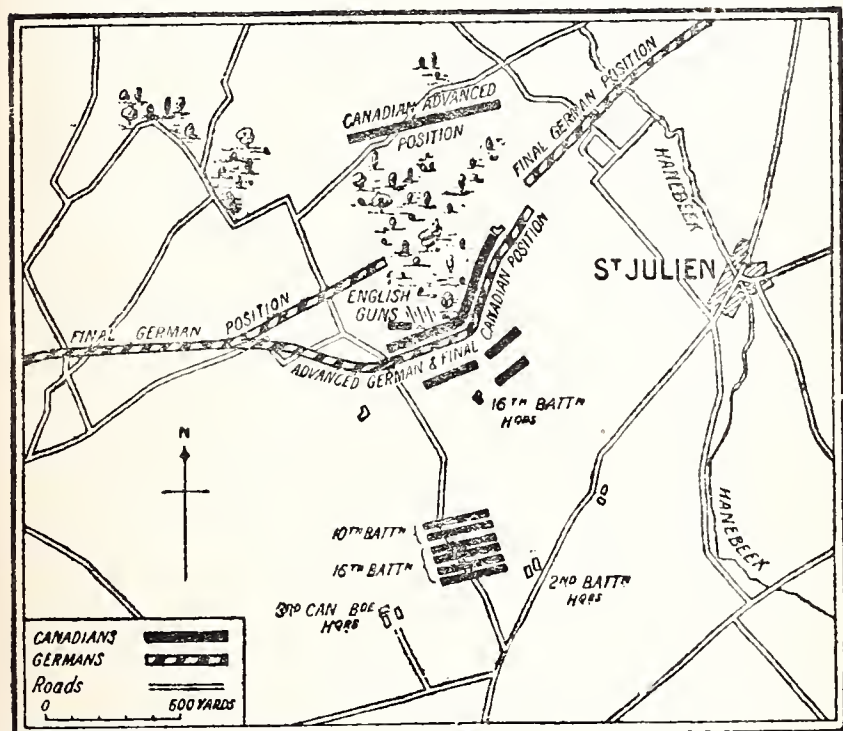 CANADIAN ADVANCED
POSITION
FINAL GERMAN POSITION
HANEBEEK
ST JULIEN
ENGLISH
GUNS
CANADIAN POSITION
FINAL GERMAN POSITION
ADVANCED GERMAN & FINAL
16TH BATTN
HQRS
N
10TH BATTN
16TH BATTN
HANEBEEK
2ND BATTN
HQRS
3RD CAN BDE
HQRS
CANADIANS
GERMANS
Roads
0 600 YARDS